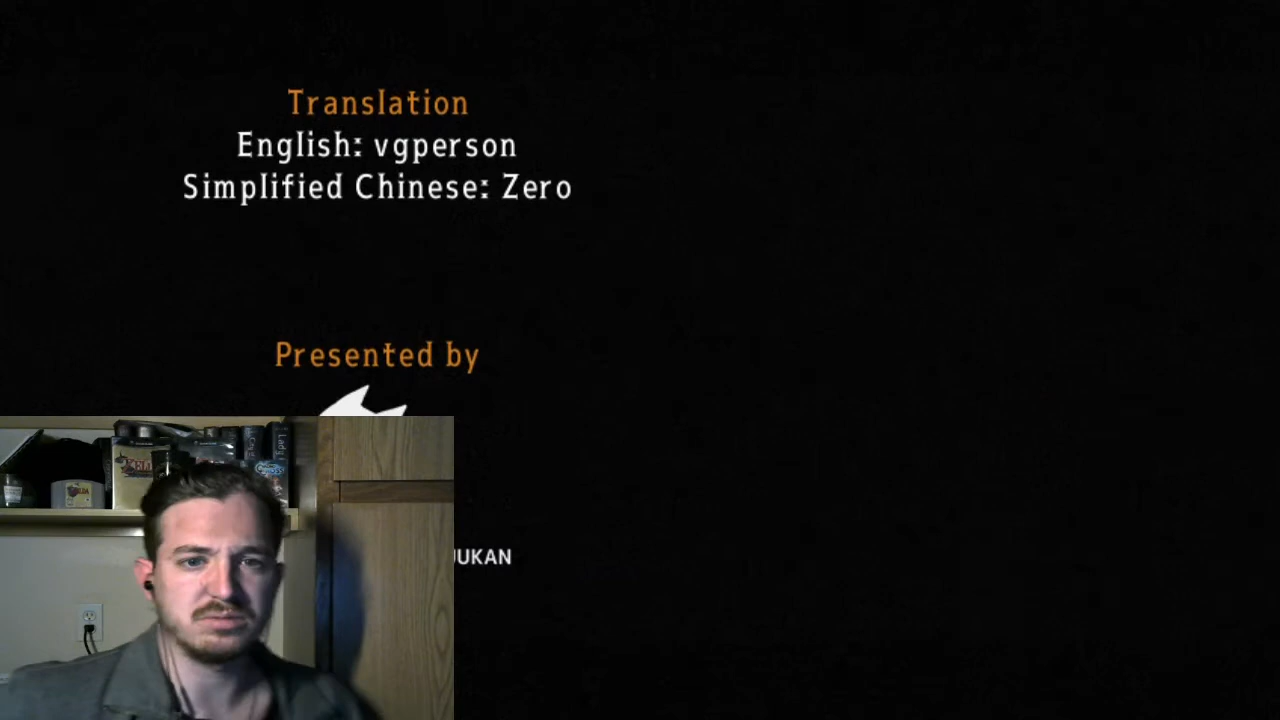 Translation
English: vgperson
Simplified Chinese: Zero
Presented by
UKAN